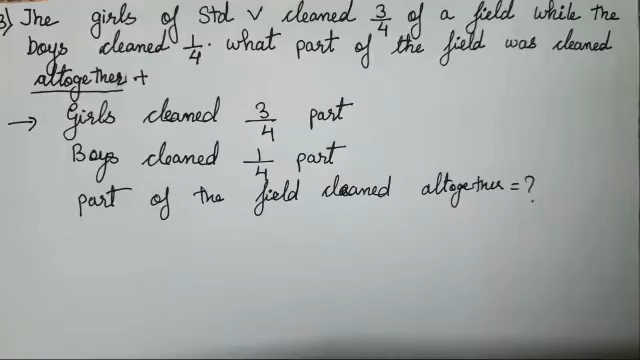 3) The girls of Std V cleaned 3/4 of a field while the
boys cleaned 1/4. what part of the field was cleaned
altogether +
→ Girls cleaned 3/4 part
Boys cleaned 1/4 part
part of the field cleaned altogether = ?